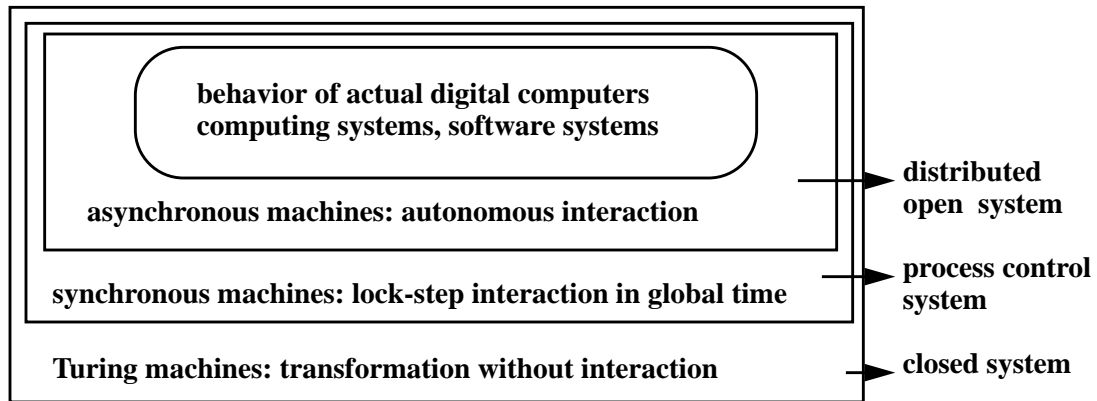 behavior of actual digital computers
computing systems, software systems
distributed
open system
asynchronous machines: autonomous interaction
process control
system
synchronous machines: lock-step interaction in global time
Turing machines: transformation without interaction
closed system